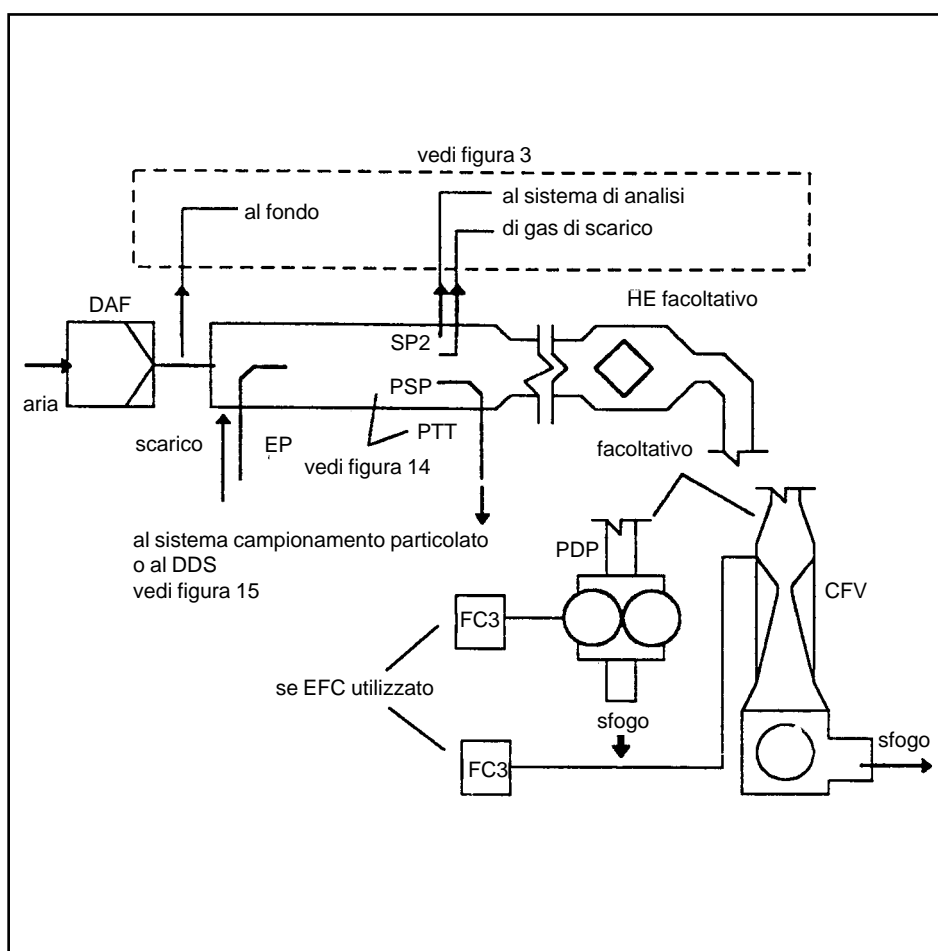 vedi figura 3
al sistema di analisi
al fondo
di gas di scarico
DAF
HE facoltativo
SP2
aria
PSP
scarico
EP
PTT
vedi figura 14
facoltativo
al sistema campionamento particolato
o al DDS
vedi figura 15
PDP
CFV
FC3
se EFC utilizzato
sfogo
sfogo
FC3